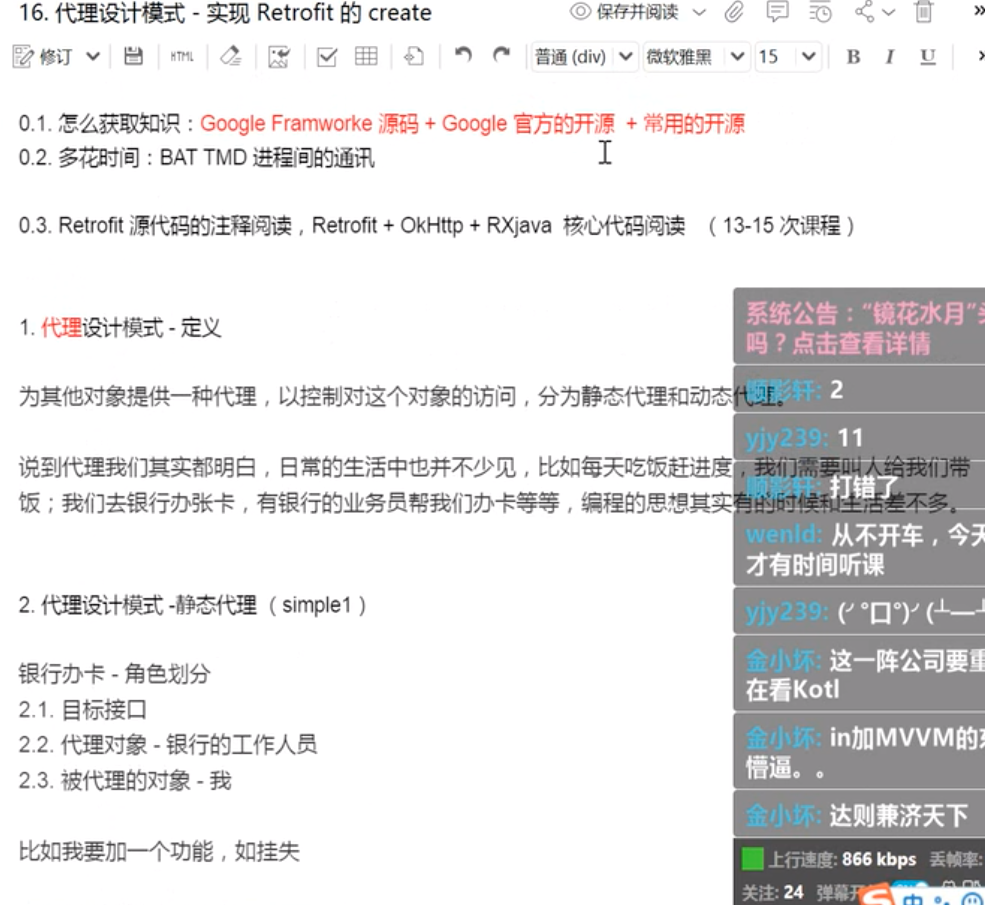 16. 代理设计模式 - 实现 Retrofit 的 create
保存并阅读
修订 HTML 普通 (div) 微软雅黑 15 B I U
0.1. 怎么获取知识：Google Framworke 源码 + Google 官方的开源 + 常用的开源
0.2. 多花时间：BAT TMD 进程间的通讯
0.3. Retrofit 源代码的注释阅读，Retrofit + OkHttp + RXjava 核心代码阅读 （13-15 次课程）
1. 代理设计模式 - 定义
为其他对象提供一种代理，以控制对这个对象的访问，分为静态代理和动态代理。
说到代理我们其实都明白，日常的生活中也并不少见，比如每天吃饭赶进度，我们需要叫人给我们带
饭；我们去银行办张卡，有银行的业务员帮我们办卡等等，编程的思想其实有的时候和生活差不多。
2. 代理设计模式 -静态代理 （simple1）
银行办卡 - 角色划分
2.1. 目标接口
2.2. 代理对象 - 银行的工作人员
2.3. 被代理的对象 - 我
比如我要加一个功能，如挂失
系统公告：“镜花水月”
吗？点击查看详情
顾影轩: 2
yjy239: 11
顾影轩: 打错了
wenld: 从不开车，今天
才有时间听课
yjy239: (╯°口°)╯(┴—┴
金小坏: 这一阵公司要重
在看Kotl
金小坏: in加MVVM的
懵逼。。
金小坏: 达则兼济天下
上行速度: 866 kbps 丢帧率:
关注: 24 弹幕开
中